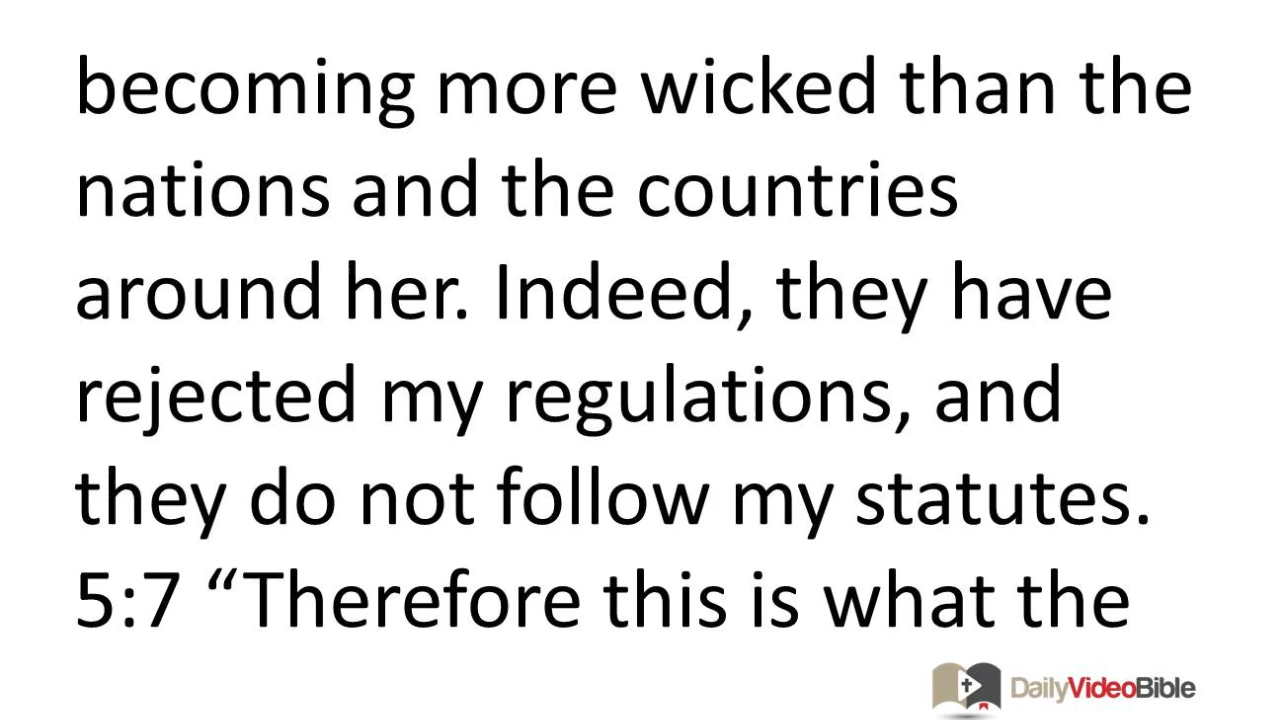 becoming more wicked than the
nations and the countries
around her. Indeed, they have
rejected my regulations, and
they do not follow my statutes.
5:7 “Therefore this is what the
DailyVideoBible